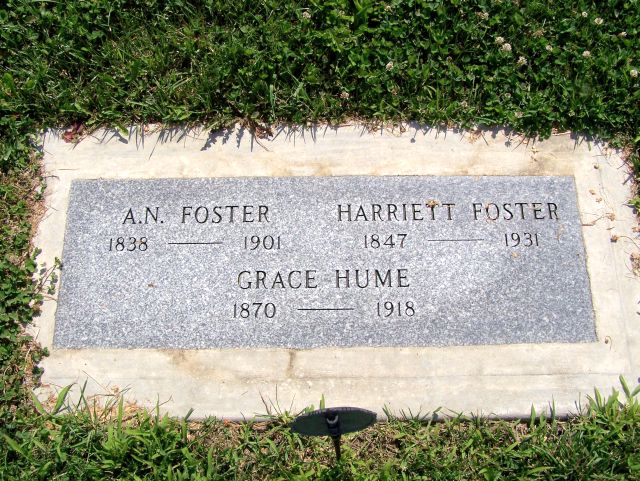 A.N. FOSTER HARRIETT FOSTER
1838 — 1901 1847 — 1931
GRACE HUME
1870 — 1918